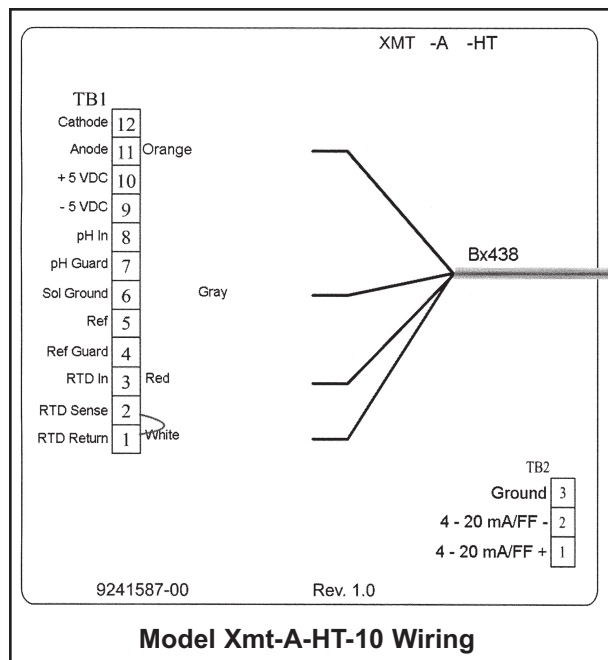 XMT -A -HT
TB1
Cathode 12
Anode 11 Orange
+ 5 VDC 10
- 5 VDC 9
pH In 8
pH Guard 7
Bx438
Sol Ground 6 Gray
Ref 5
Ref Guard 4
RTD In 3 Red
RTD Sense 2
RTD Return 1 White
TB2
Ground 3
4 - 20 mA/FF - 2
4 - 20 mA/FF + 1
9241587-00 Rev. 1.0
Model Xmt-A-HT-10 Wiring